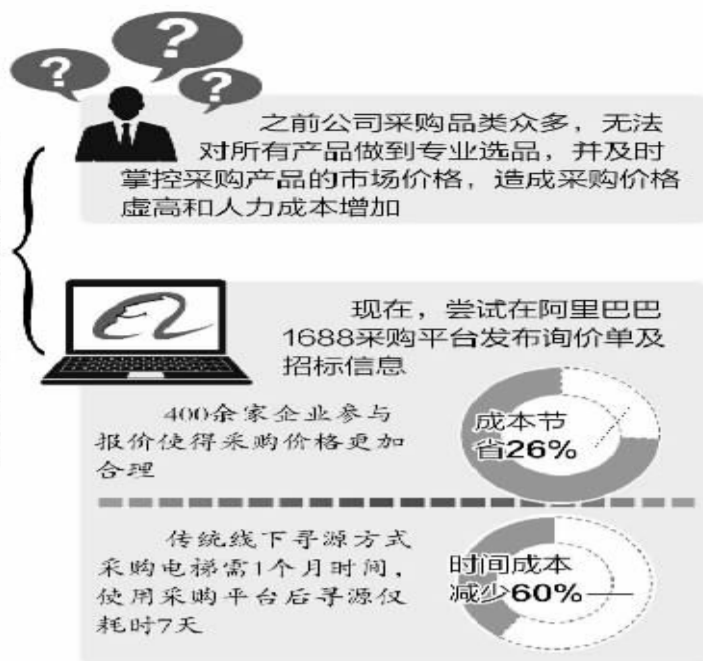 ?
?
?
之前公司采购品类众多，无法
对所有产品做到专业选品，并及时
掌控采购产品的市场价格，造成采购价格
虚高和人力成本增加
现在，尝试在阿里巴巴
1688采购平台发布询价单及
招标信息
400余家企业参与
报价使得采购价格更加
合理
成本节
省26%
传统线下寻源方式
采购电梯需1个月时间，
使用采购平台后寻源仅
耗时7天
时间成本
减少60%